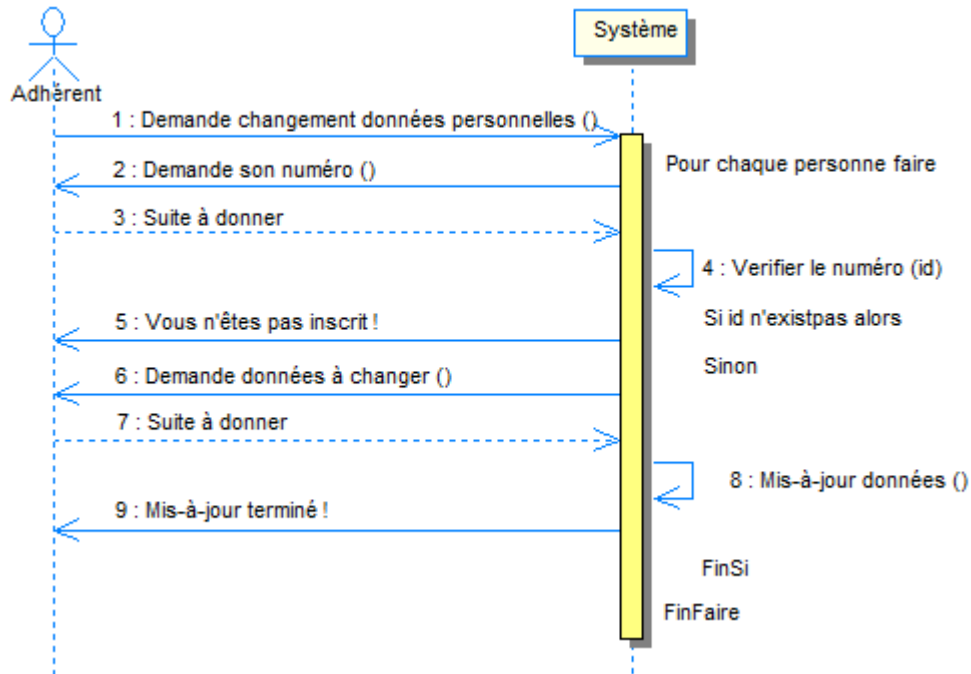 Système
Adhérent
1 : Demande changement données personnelles ()
Pour chaque personne faire
2 : Demande son numéro ()
3 : Suite à donner
4 : Verifier le numéro (id)
5 : Vous n'êtes pas inscrit !
Si id n'existpas alors
Sinon
6 : Demande données à changer ()
7 : Suite à donner
8 : Mis-à-jour données ()
9 : Mis-à-jour terminé !
FinSi
FinFaire